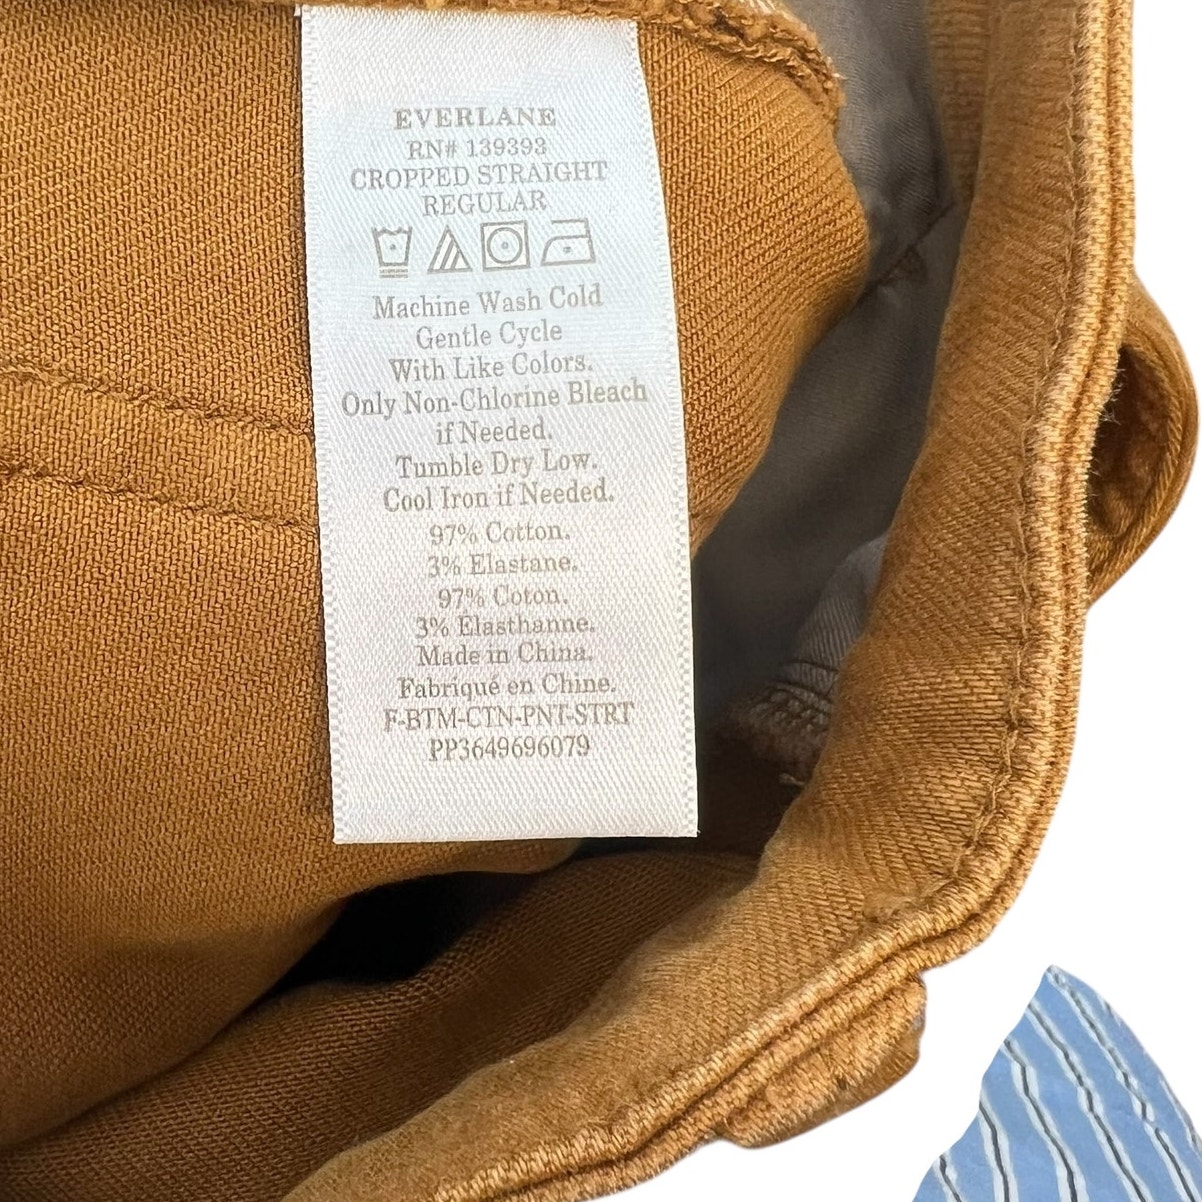 EVERLANE
RN# 139393
CROPPED STRAIGHT
REGULAR
Machine Wash Cold
Gentle Cycle
With Like Colors.
Only Non-Chlorine Bleach
if Needed.
Tumble Dry Low.
Cool Iron if Needed.
97% Cotton.
3% Elastane.
97% Coton.
3% Élasthanne.
Made in China.
Fabriqué en Chine.
F-BTM-CTN-PNT-STRT
PP3649696079